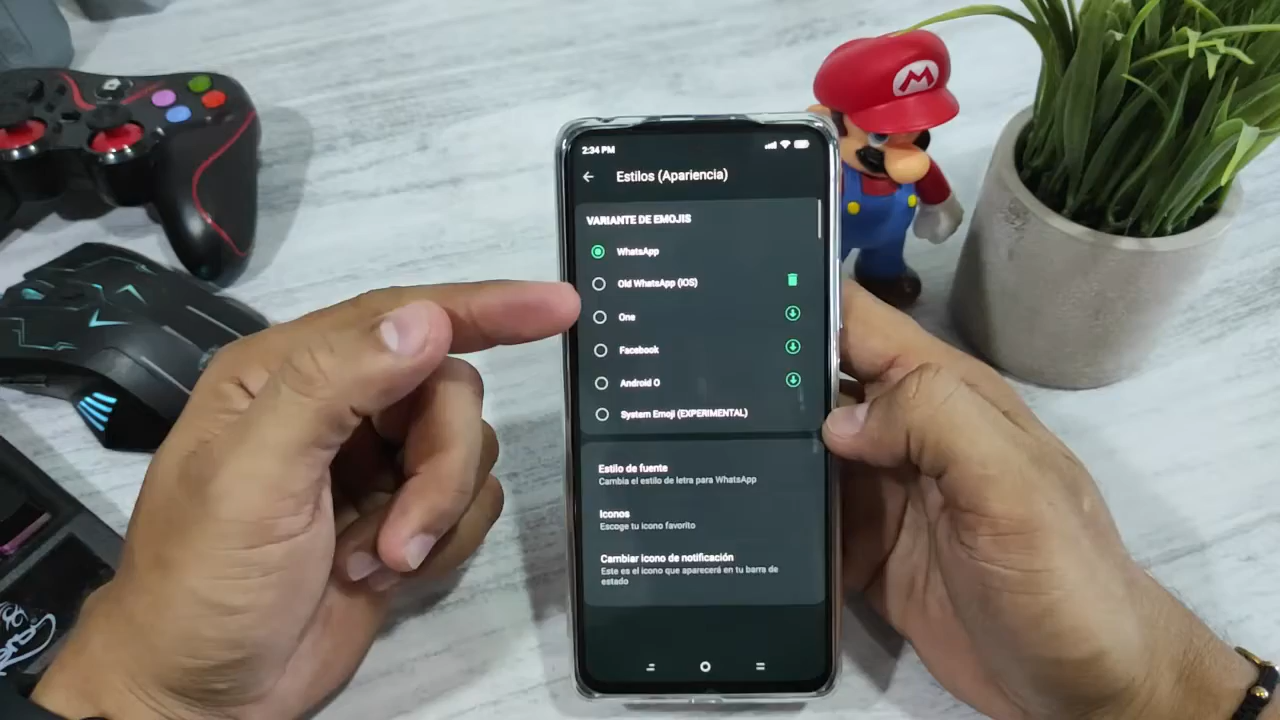 2:34 PM
Estilos (Apariencia)
VARIANTE DE EMOJIS
WhatsApp
Old WhatsApp (iOS)
One
Facebook
Android O
System Emoji (EXPERIMENTAL)
Estilo de fuente
Cambia el estilo de letra para WhatsApp
Iconos
Escoge tu icono favorito
Cambiar icono de notificación
Este es el icono que aparecerá en tu barra de
estado
M